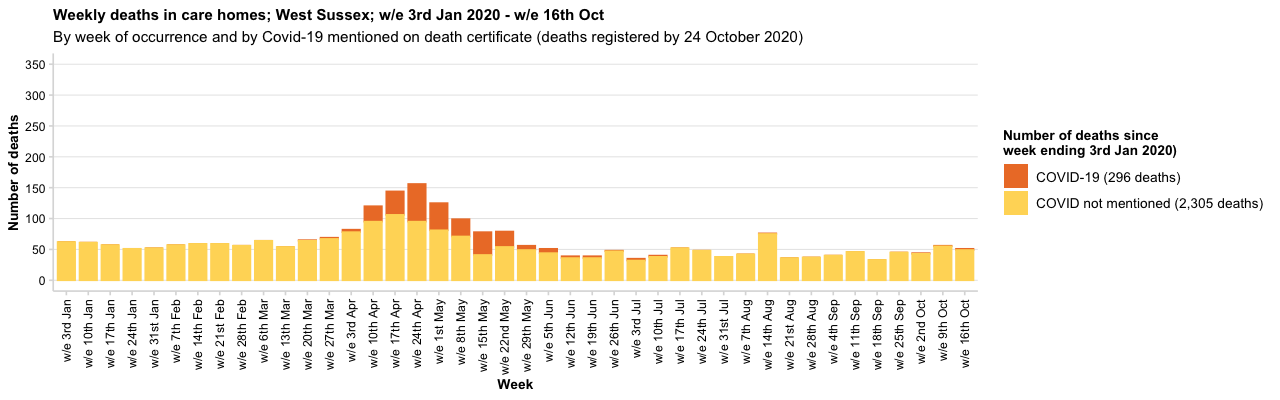 Weekly deaths in care homes; West Sussex; w/e 3rd Jan 2020 - w/e 16th Oct
By week of occurrence and by Covid-19 mentioned on death certificate (deaths registered by 24 October 2020)
Number of deaths
350
300
250
200
150
100
50
0
w/e 3rd Jan
w/e 10th Jan
w/e 17th Jan
w/e 24th Jan
w/e 31st Jan
w/e 7th Feb
w/e 14th Feb
w/e 21st Feb
w/e 28th Feb
w/e 6th Mar
w/e 13th Mar
w/e 20th Mar
w/e 27th Mar
w/e 3rd Apr
w/e 10th Apr
w/e 17th Apr
w/e 24th Apr
w/e 1st May
w/e 8th May
w/e 15th May
w/e 22nd May
w/e 29th May
w/e 5th Jun
w/e 12th Jun
w/e 19th Jun
w/e 26th Jun
w/e 3rd Jul
w/e 10th Jul
w/e 17th Jul
w/e 24th Jul
w/e 31st Jul
w/e 7th Aug
w/e 14th Aug
w/e 21st Aug
w/e 28th Aug
w/e 4th Sep
w/e 11th Sep
w/e 18th Sep
w/e 25th Sep
w/e 2nd Oct
w/e 9th Oct
w/e 16th Oct
Week
Number of deaths since
week ending 3rd Jan 2020)
COVID-19 (296 deaths)
COVID not mentioned (2,305 deaths)